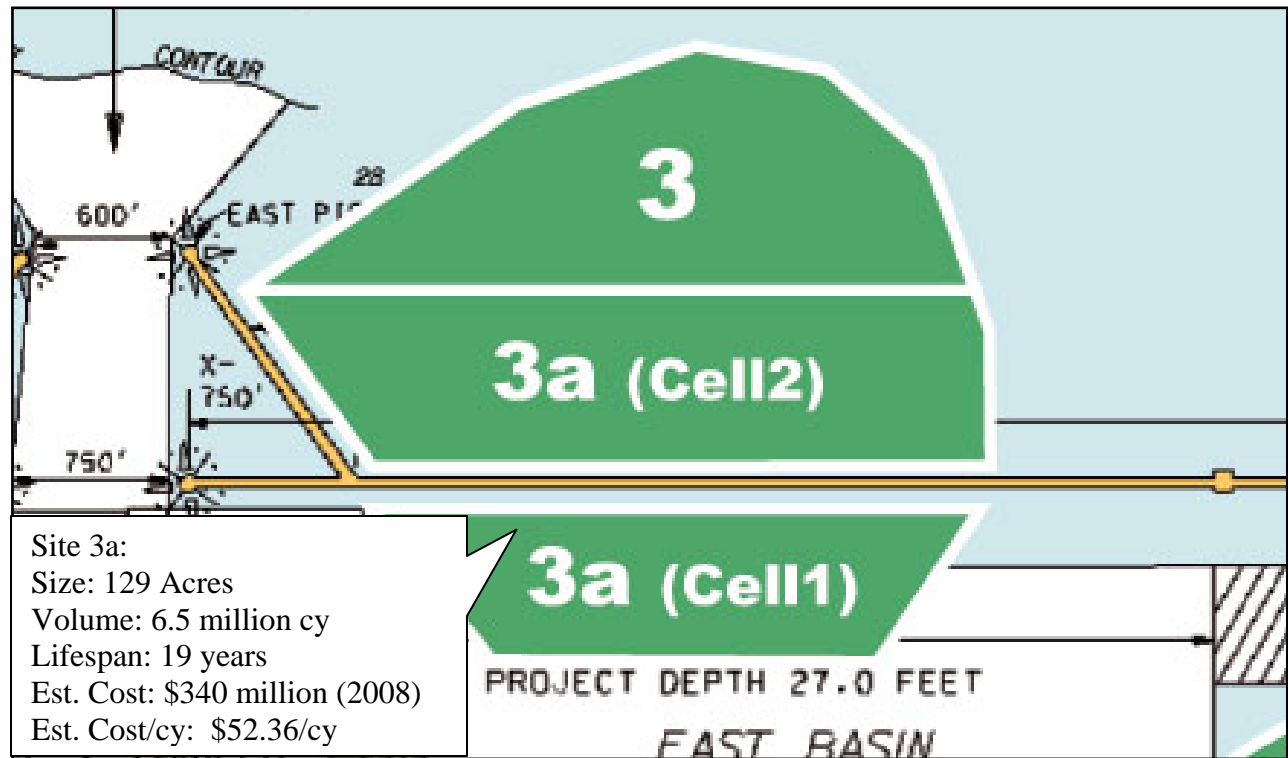 CONTOUR
3
28
600'
EAST
3a (Cell2)
X-
750'
750'
3a (Cell1)
Site 3a:
Size: 129 Acres
Volume: 6.5 million cy
Lifespan: 19 years
Est. Cost: $340 million (2008)
Est. Cost/cy: $52.36/cy
PROJECT DEPTH 27.0 FEET
EAST BASIN